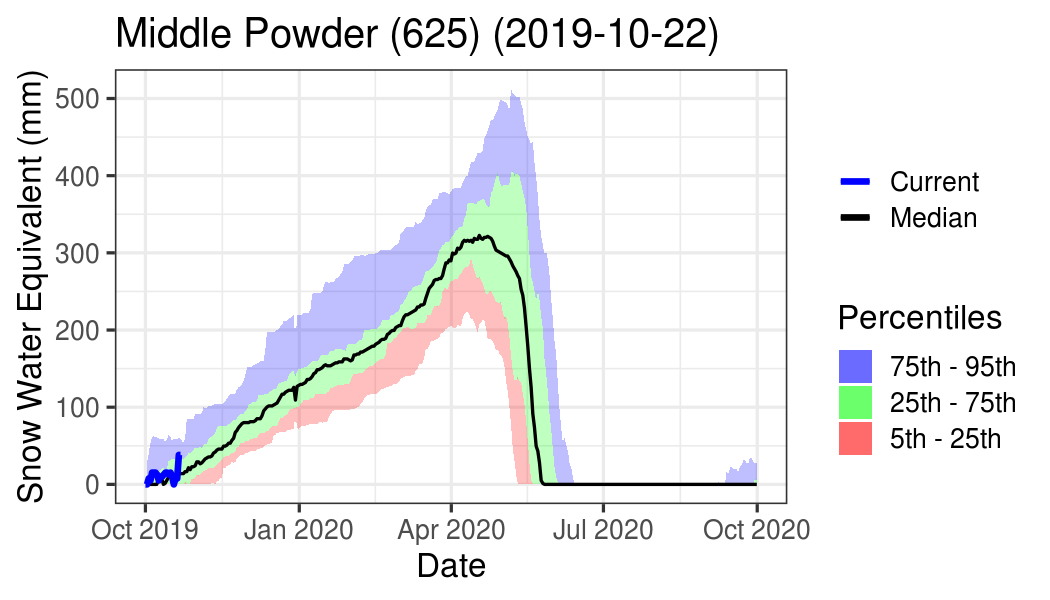 Middle Powder (625) (2019-10-22)
Snow Water Equivalent (mm)
500
400
300
200
100
0
Oct 2019
Jan 2020
Apr 2020
Jul 2020
Oct 2020
Date
Current
Median
Percentiles
75th - 95th
25th - 75th
5th - 25th